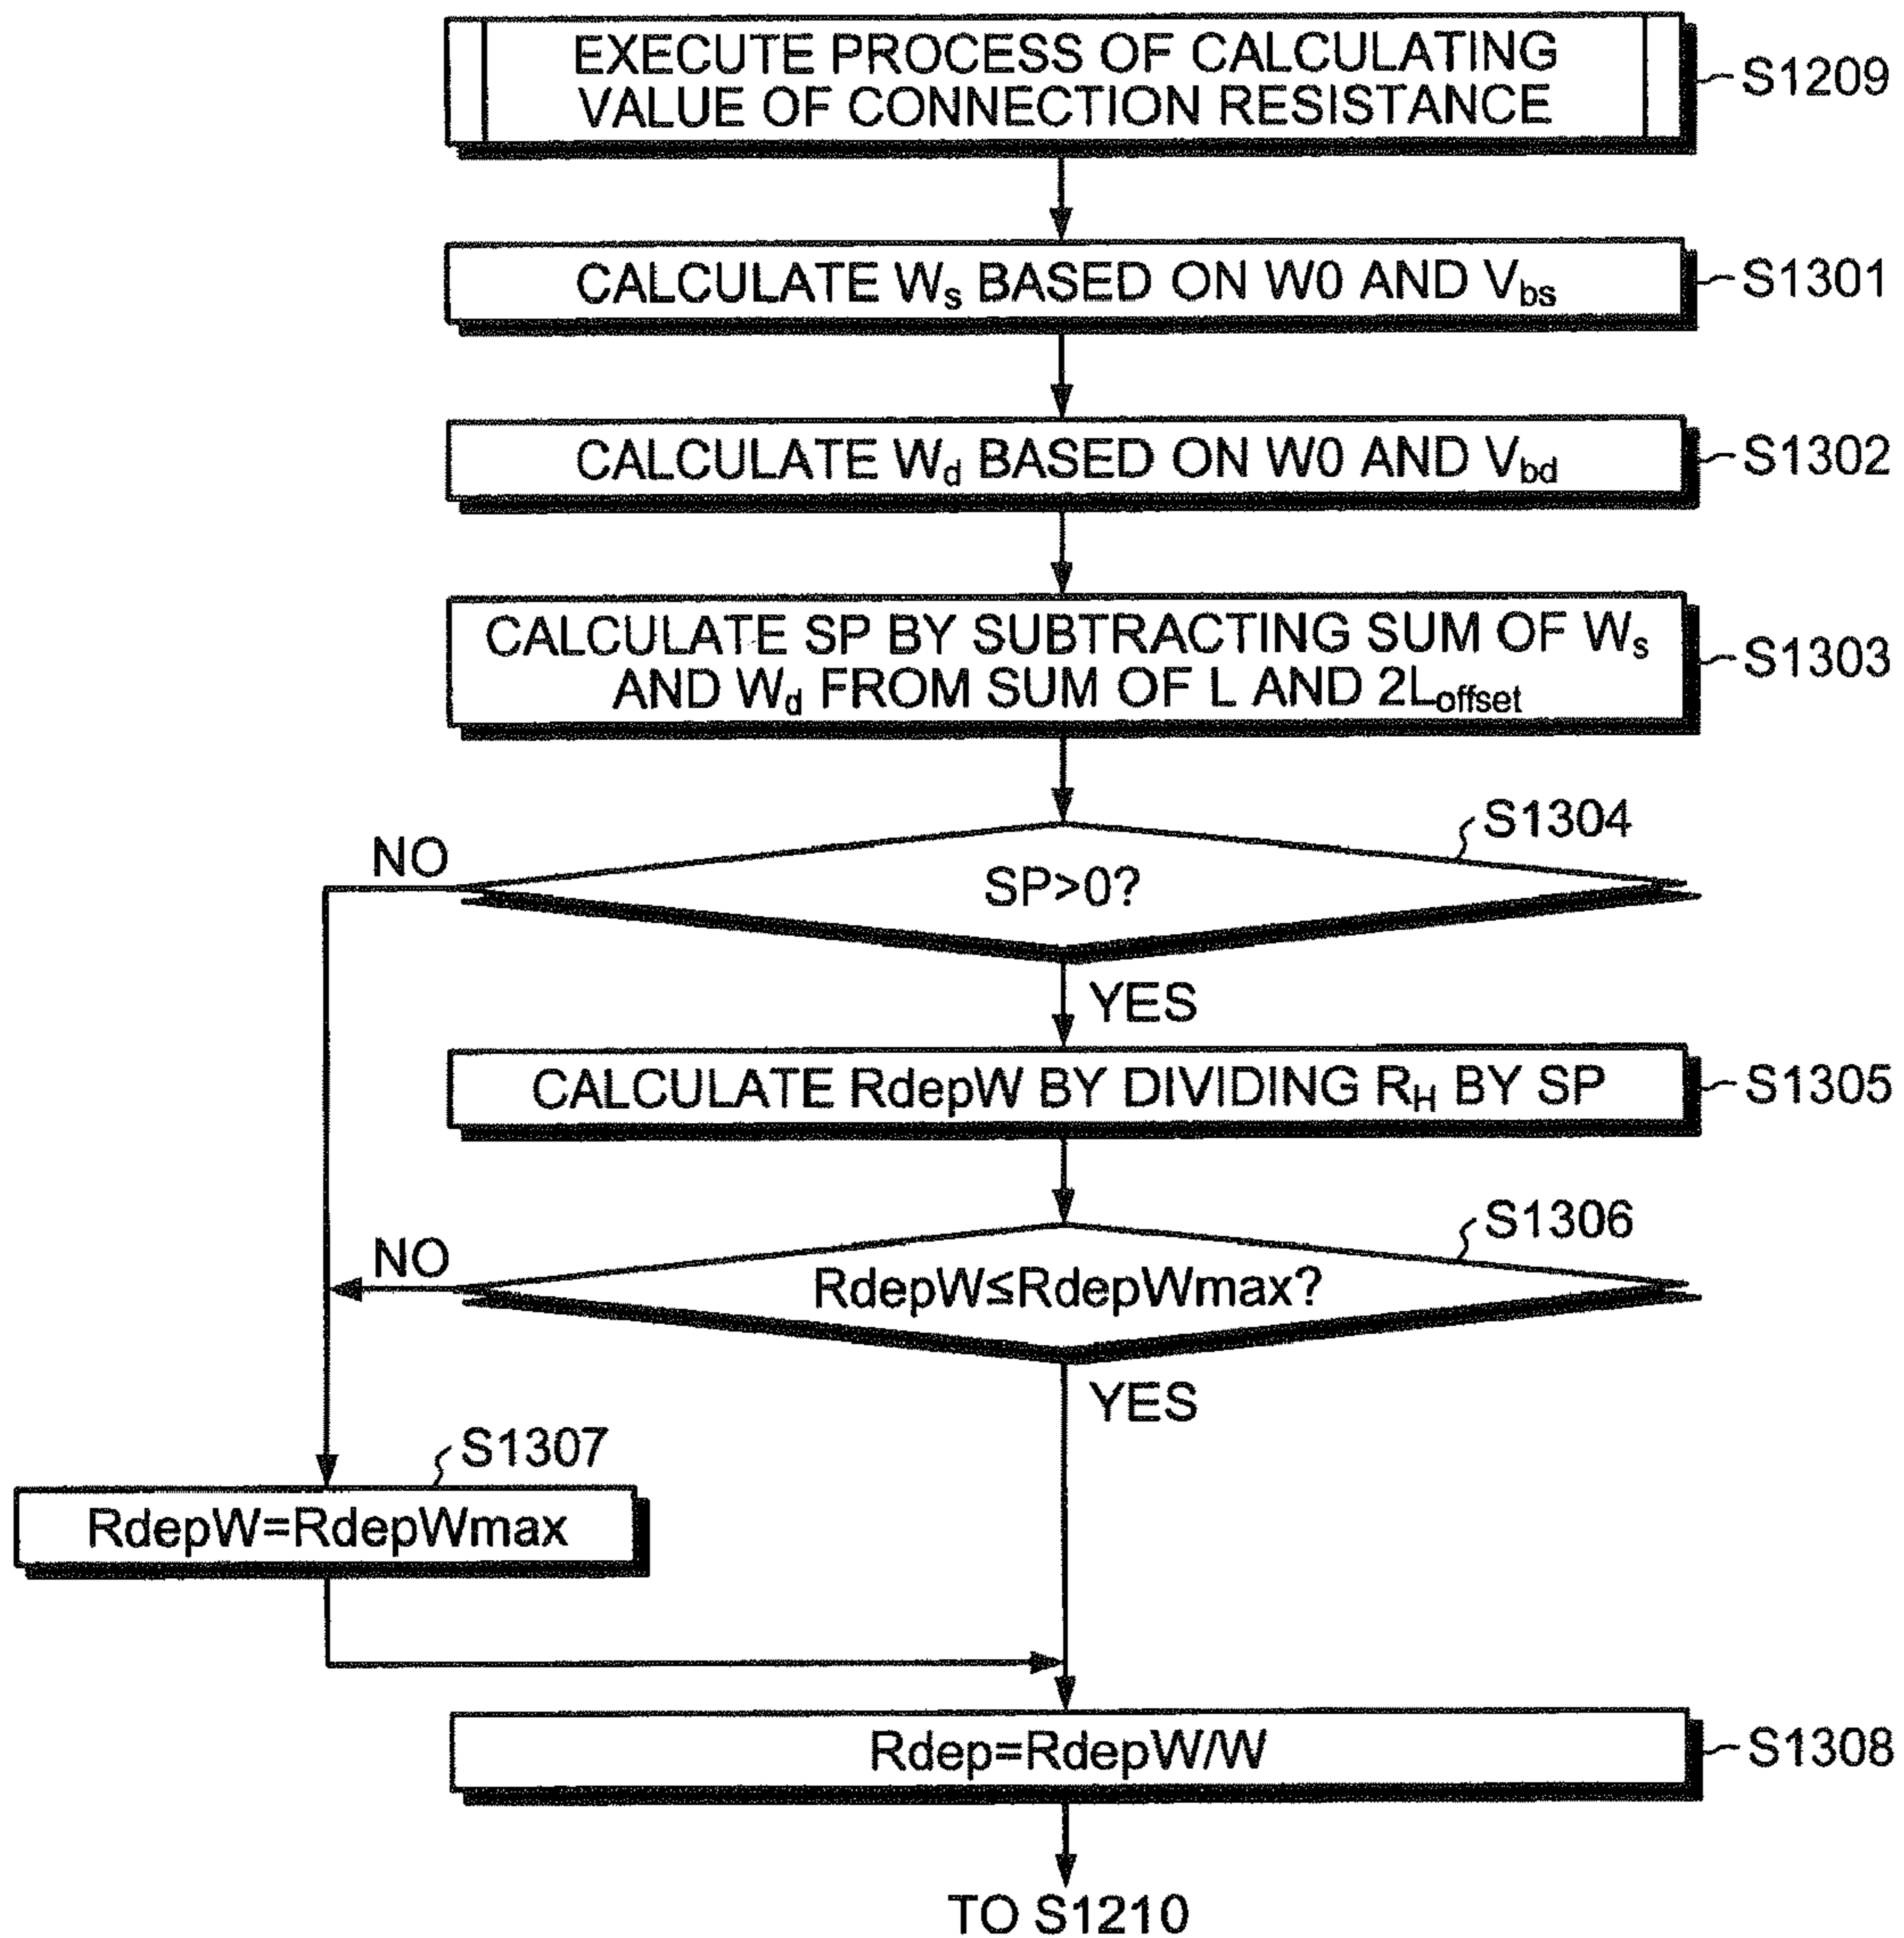 EXECUTE PROCESS OF CALCULATING
VALUE OF CONNECTION RESISTANCE
S1209
CALCULATE Ws BASED ON W0 AND Vbs
S1301
CALCULATE Wd BASED ON W0 AND Vbd
S1302
CALCULATE SP BY SUBTRACTING SUM OF Ws
AND Wd FROM SUM OF L AND 2Loffset
S1303
S1304
NO
SP>0?
YES
CALCULATE RdepW BY DIVIDING RH BY SP
S1305
S1306
NO
RdepW≤RdepWmax?
YES
S1307
RdepW=RdepWmax
Rdep=RdepW/W
S1308
TO S1210